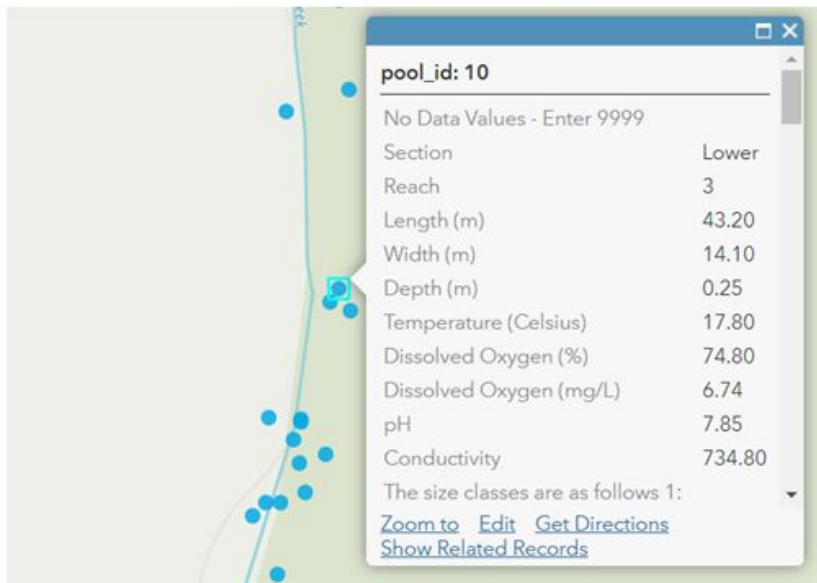 pool_id: 10
No Data Values - Enter 9999
Section Lower
Reach 3
Length (m) 43.20
Width (m) 14.10
Depth (m) 0.25
Temperature (Celsius) 17.80
Dissolved Oxygen (%) 74.80
Dissolved Oxygen (mg/L) 6.74
pH 7.85
Conductivity 734.80
The size classes are as follows 1:
Zoom to Edit Get Directions
Show Related Records